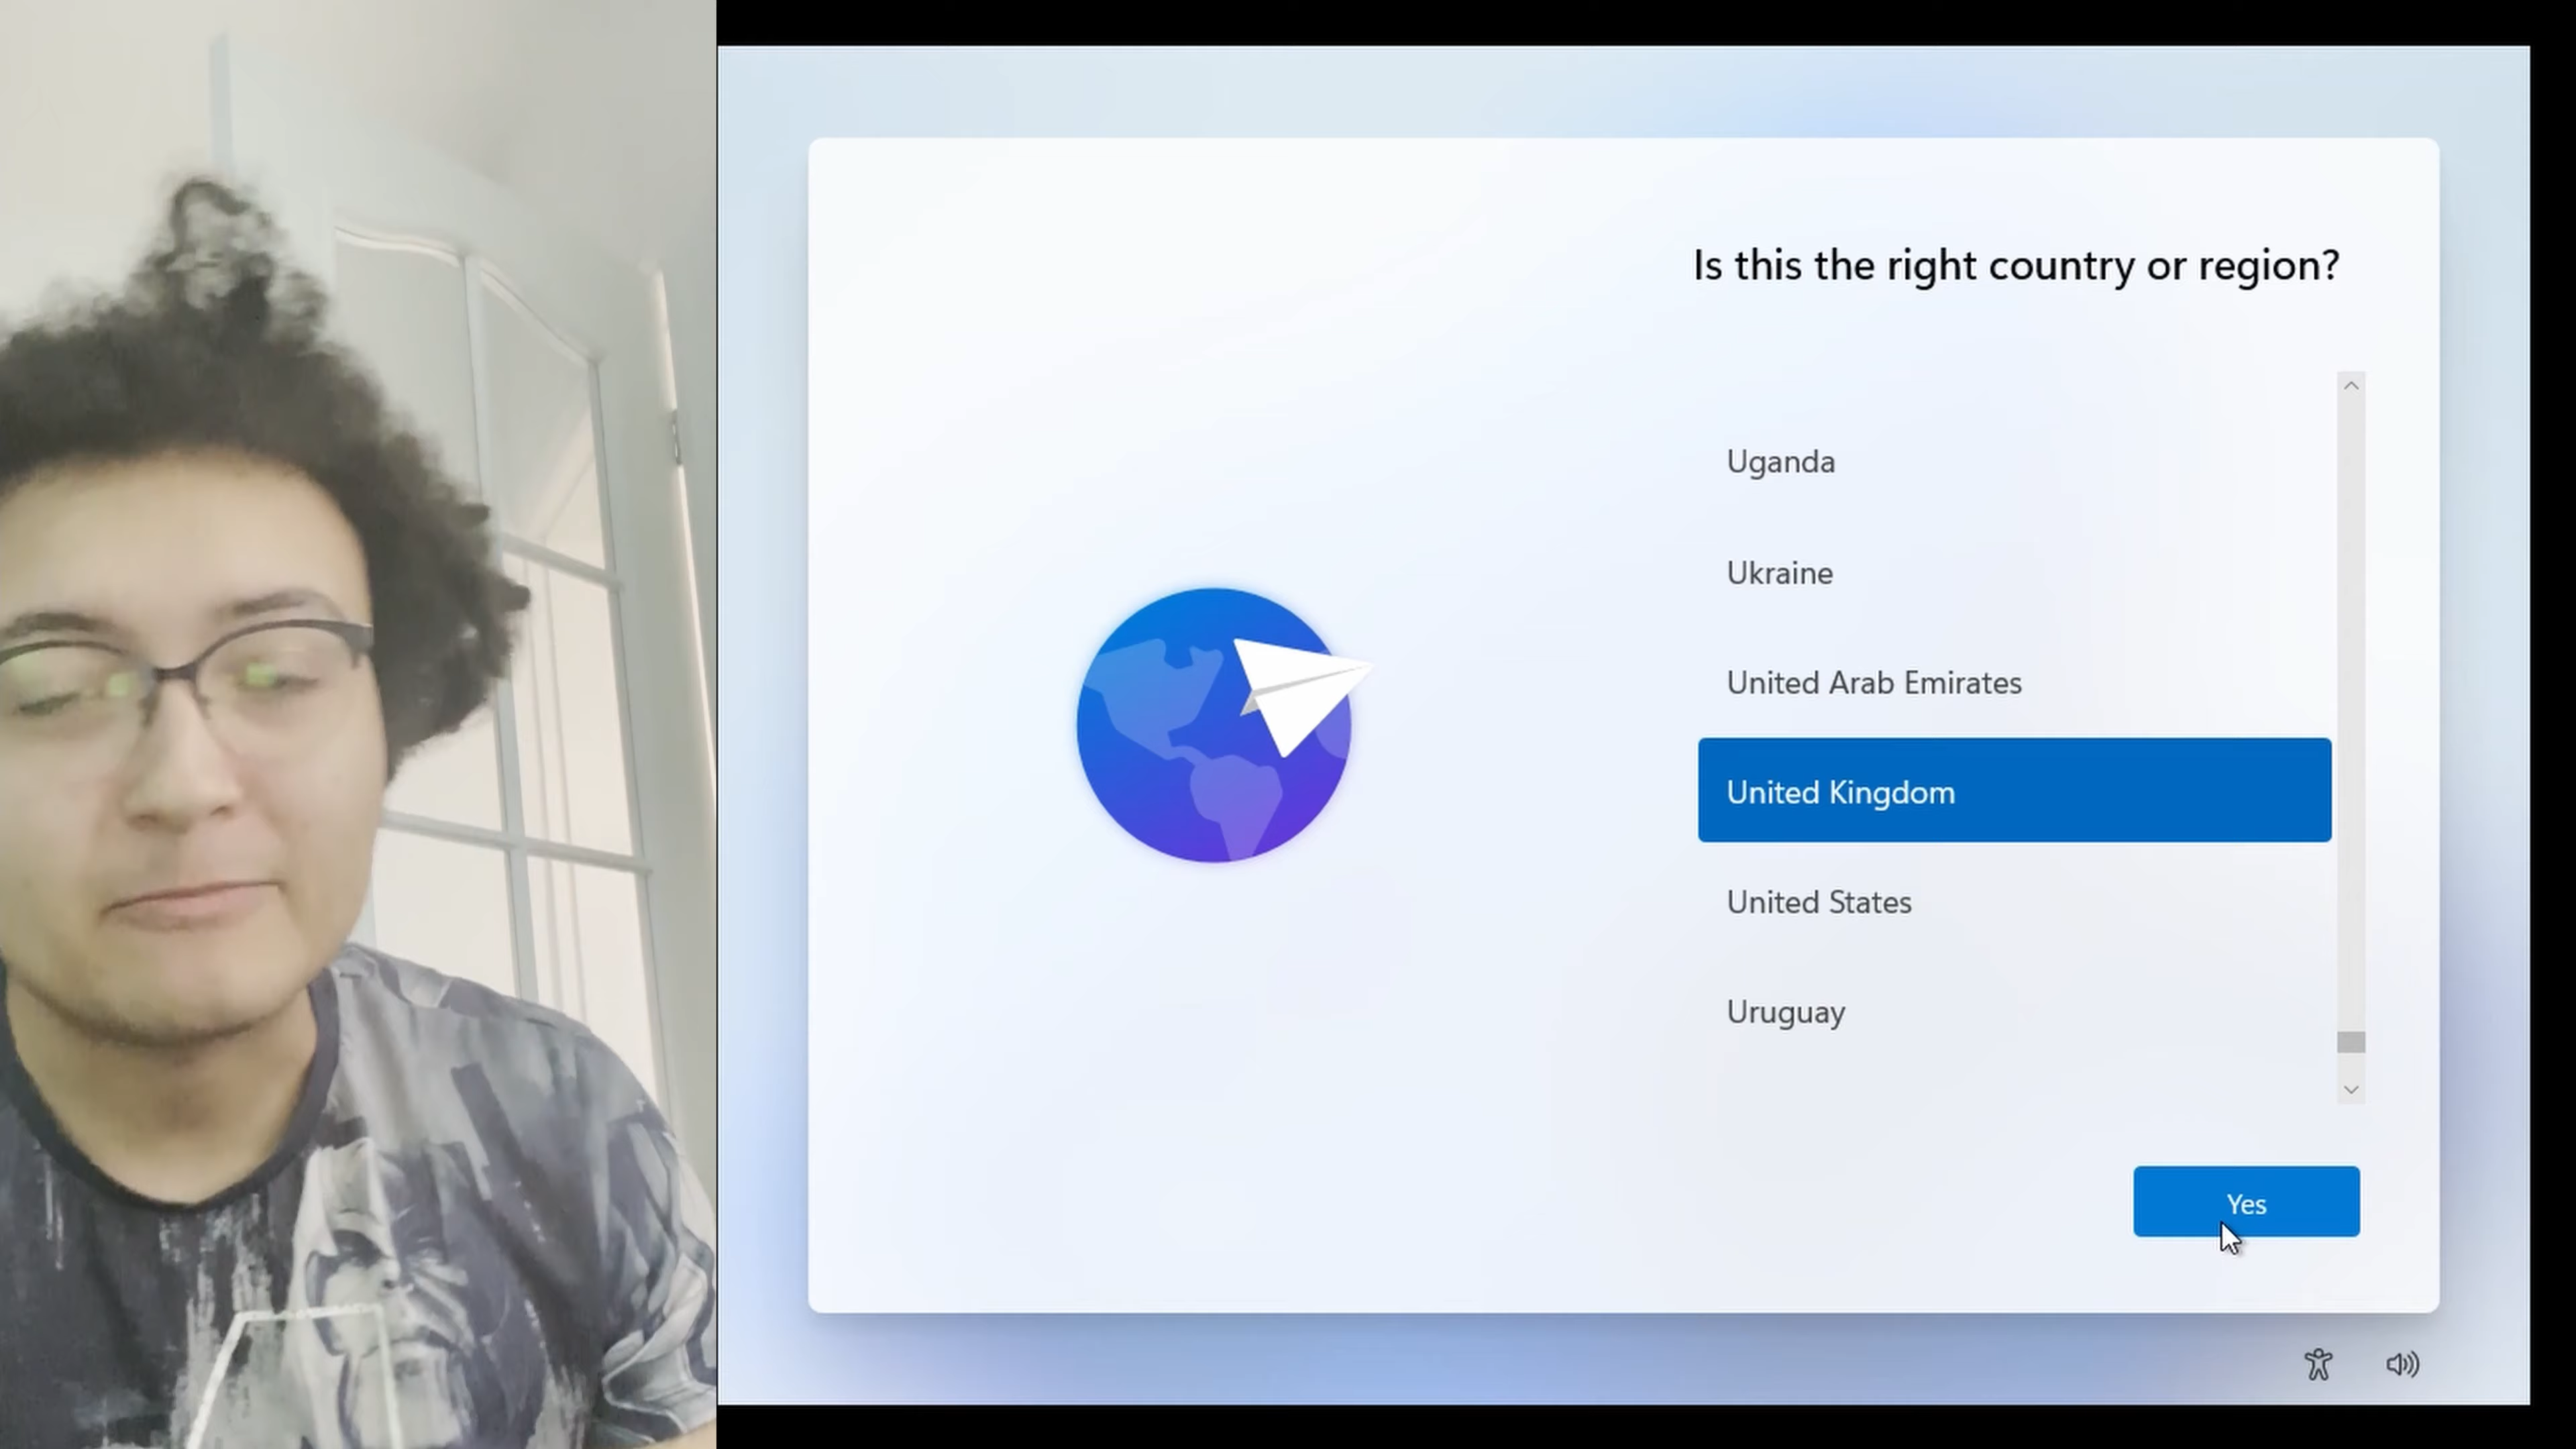 Is this the right country or region?
Uganda
Ukraine
United Arab Emirates
United Kingdom
United States
Uruguay
Yes